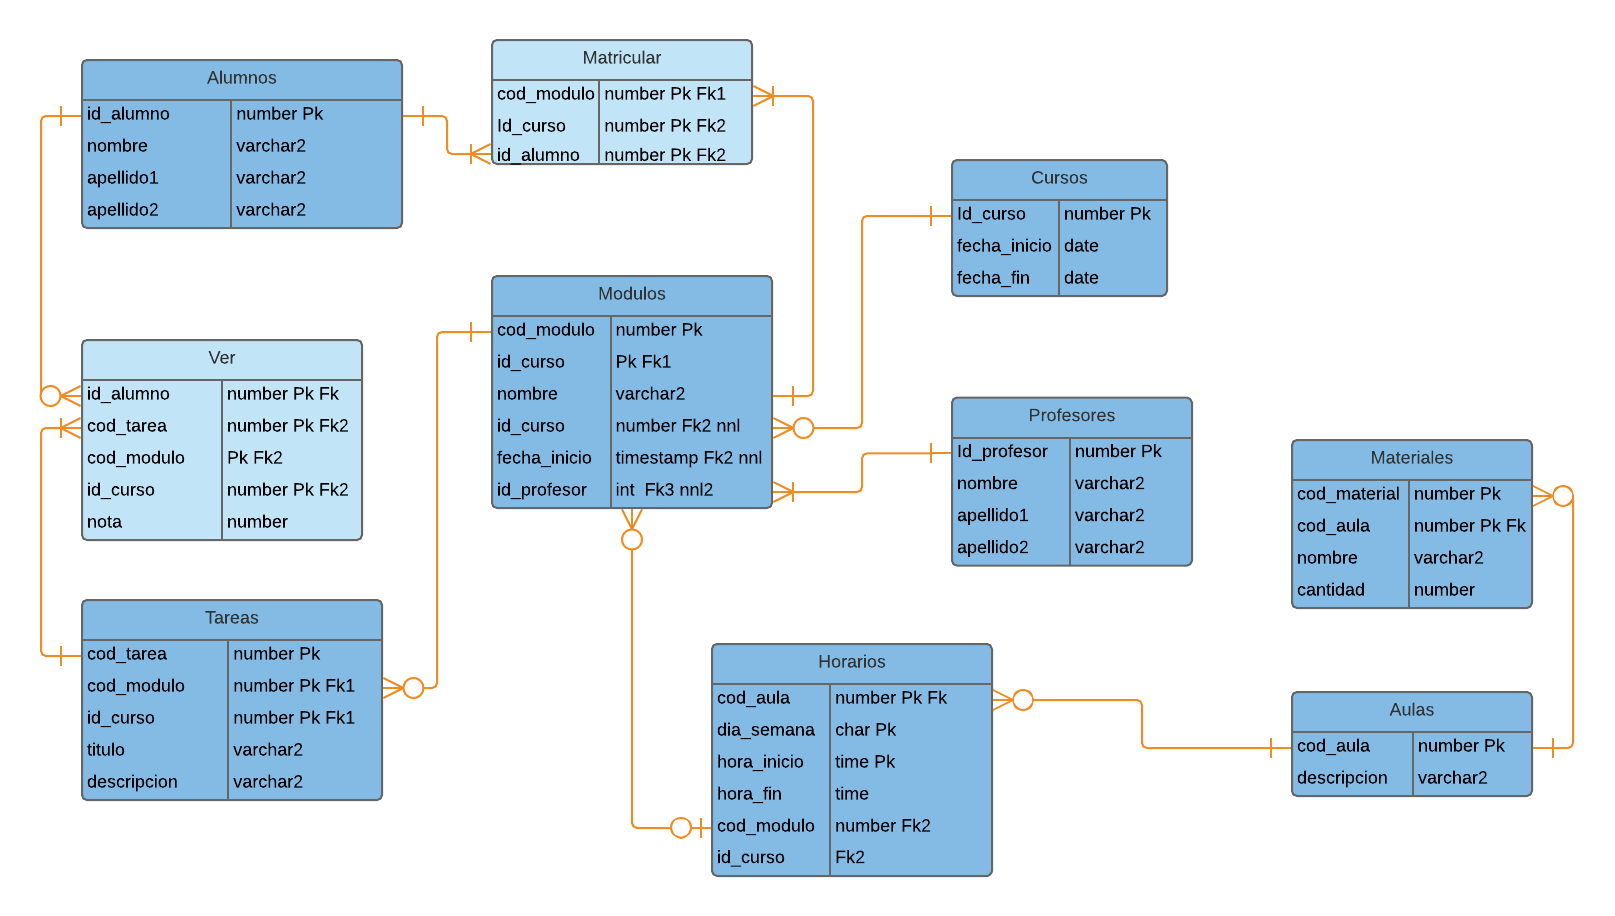 Alumnos
id_alumno number Pk
nombre varchar2
apellido1 varchar2
apellido2 varchar2
Matricular
cod_modulo number Pk Fk1
Id_curso number Pk Fk2
id_alumno number Pk Fk2
Cursos
Id_curso number Pk
fecha_inicio date
fecha_fin date
Modulos
cod_modulo number Pk
id_curso Pk Fk1
nombre varchar2
id_curso number Fk2 nnl
fecha_inicio timestamp Fk2 nnl
id_profesor int Fk3 nnl2
Ver
id_alumno number Pk Fk
cod_tarea number Pk Fk2
cod_modulo Pk Fk2
id_curso number Pk Fk2
nota number
Profesores
Id_profesor number Pk
nombre varchar2
apellido1 varchar2
apellido2 varchar2
Materiales
cod_material number Pk
cod_aula number Pk Fk
nombre varchar2
cantidad number
Tareas
cod_tarea number Pk
cod_modulo number Pk Fk1
id_curso number Pk Fk1
titulo varchar2
descripcion varchar2
Horarios
cod_aula number Pk Fk
dia_semana char Pk
hora_inicio time Pk
hora_fin time
cod_modulo number Fk2
id_curso Fk2
Aulas
cod_aula number Pk
descripcion varchar2